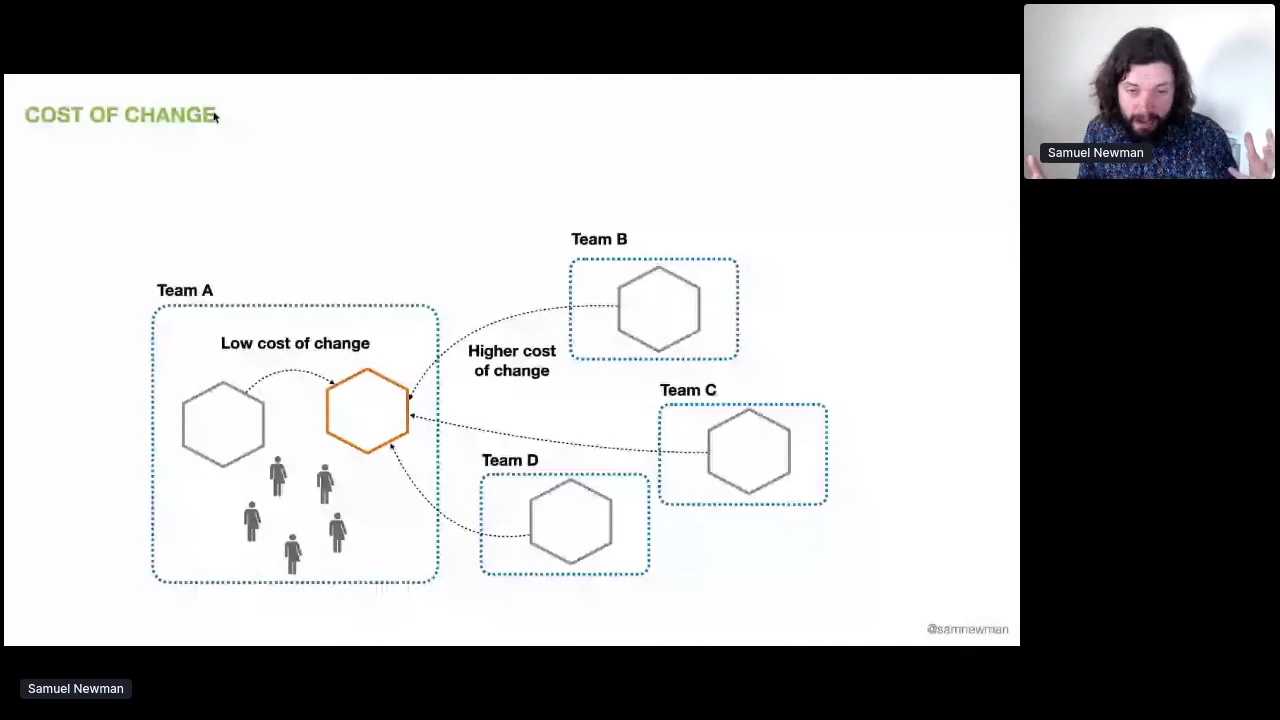 COST OF CHANGE
Samuel Newman
Team B
Team A
Low cost of change
Higher cost
of change
Team C
Team D
@samnewman
Samuel Newman